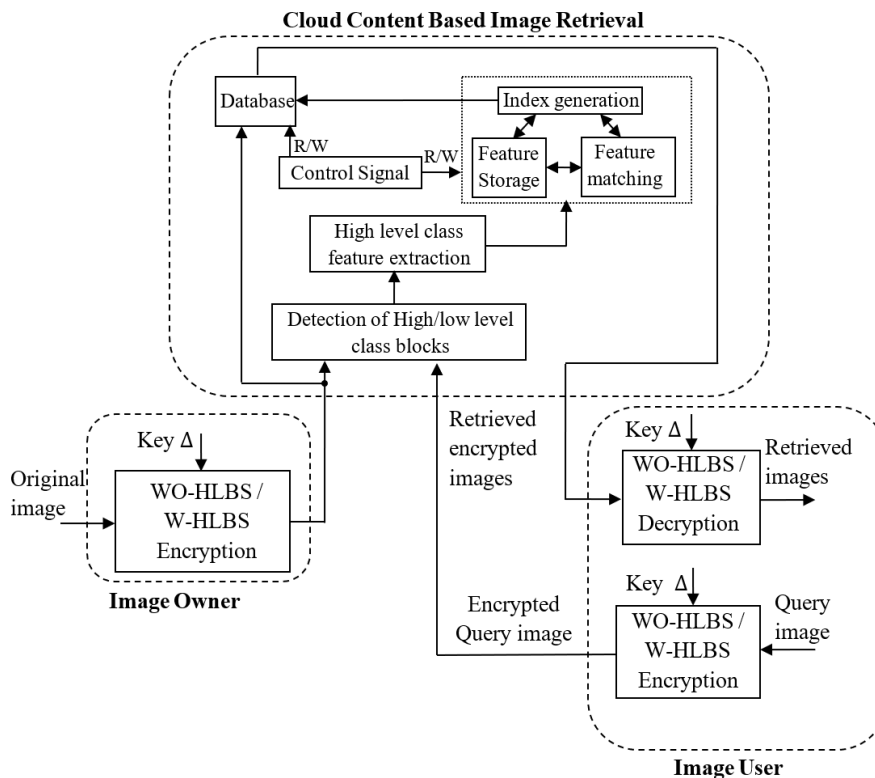 Cloud Content Based Image Retrieval
Database
Index generation
R/W
R/W
Control Signal
Feature
Storage
Feature
matching
High level class
feature extraction
Detection of High/low level
class blocks
Original
image
Key Δ
WO-HLBS /
W-HLBS
Encryption
Image Owner
Retrieved
encrypted
images
Key Δ
WO-HLBS /
W-HLBS
Decryption
Retrieved
images
Encrypted
Query image
Key Δ
WO-HLBS /
W-HLBS
Encryption
Query
image
Image User